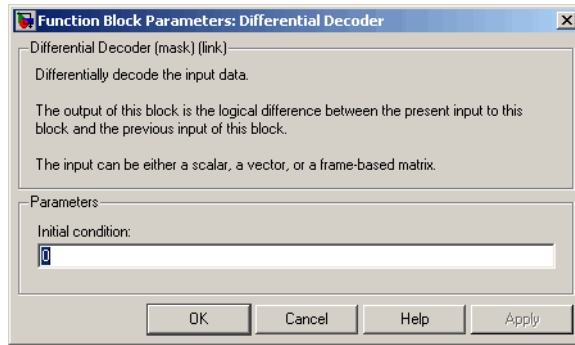 Function Block Parameters: Differential Decoder
Differential Decoder (mask) (link)
Differentially decode the input data.
The output of this block is the logical difference between the present input to this
block and the previous input of this block.
The input can be either a scalar, a vector, or a frame-based matrix.
Parameters
Initial condition:
0
OK Cancel Help Apply